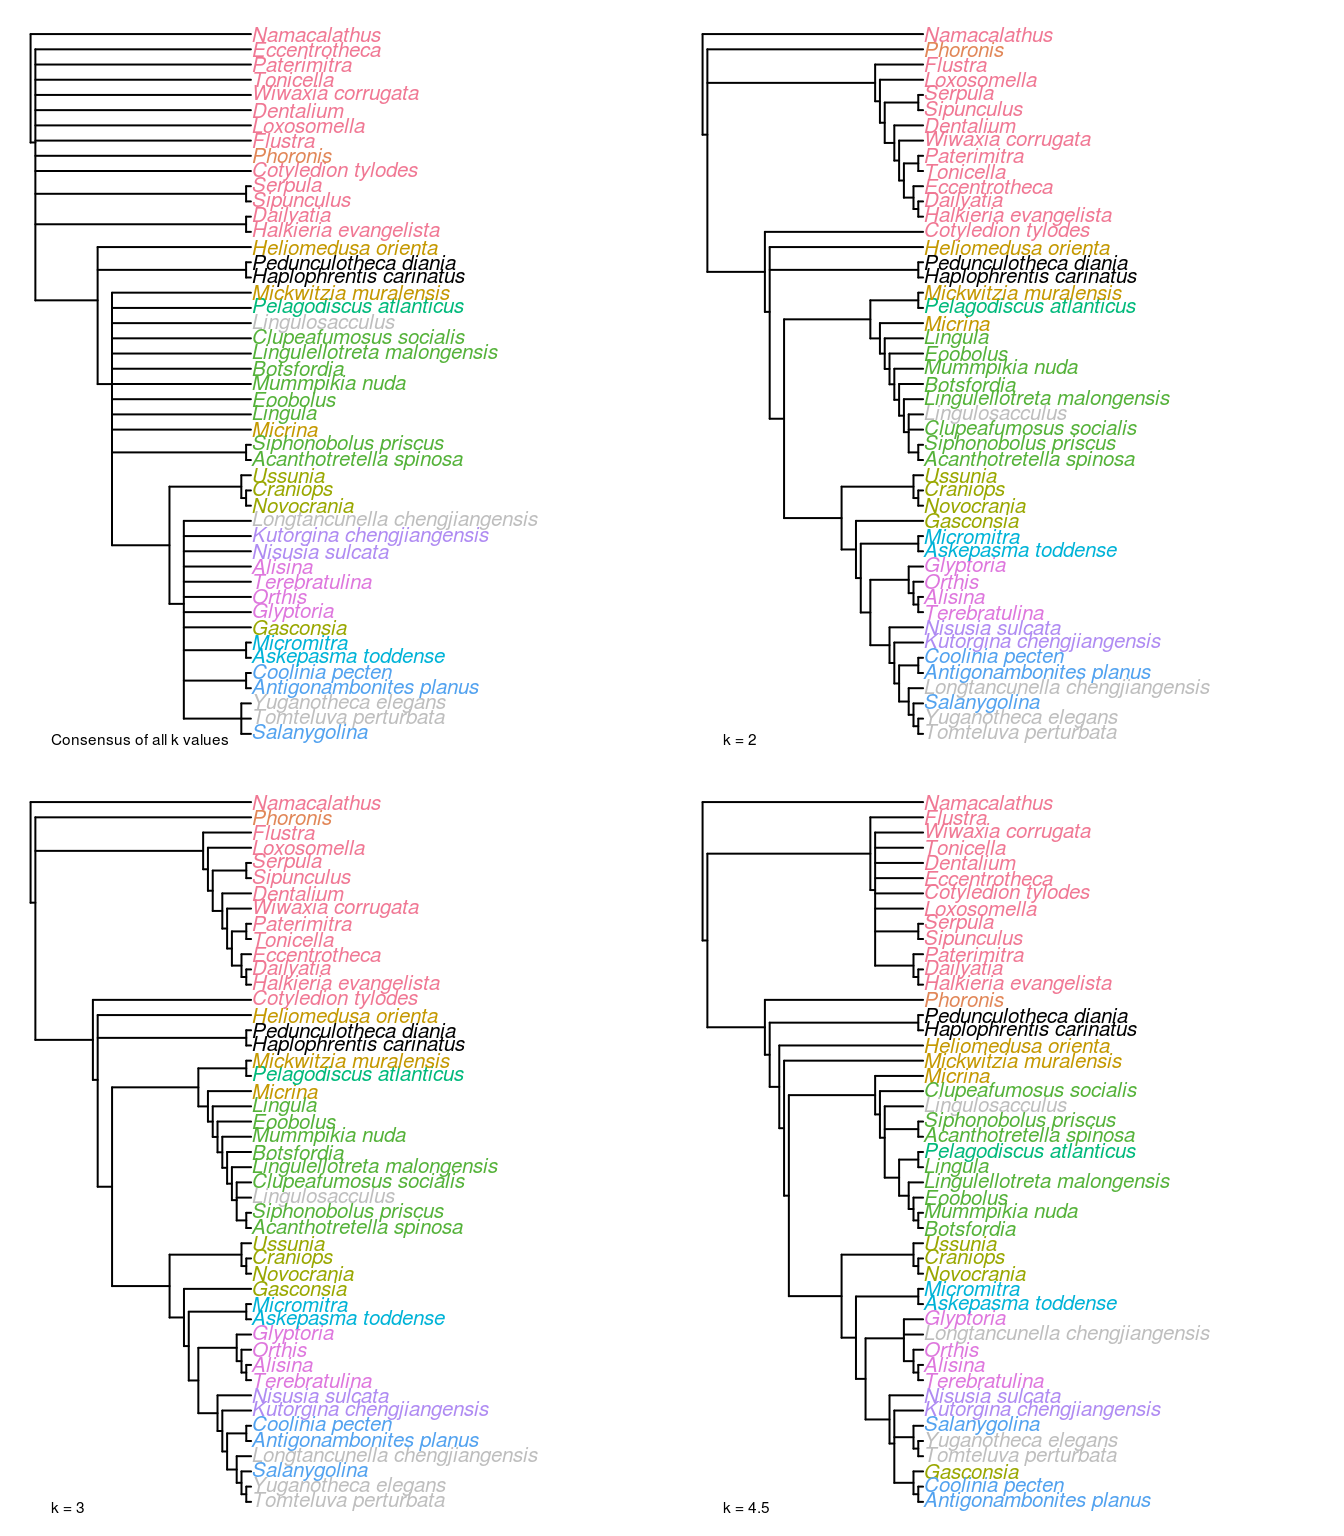 Namacalathus
Eccentrotheca
Paterimitra
Tonicella
Wiwaxia corrugata
Dentalium
Loxosomella
Flustra
Phoronis
Cotyledion tylodes
Serpula
Sipunculus
Dailyatia
Halkieria evangelista
Heliomedusa orienta
Pedunculotheca diania
Haplophrentis carinatus
Mickwitzia muralensis
Pelagodiscus atlanticus
Lingulosacculus
Clupeafumosus socialis
Lingulellotreta malongensis
Botsfordia
Mummpikia nuda
Eoobolus
Lingula
Micrina
Siphonobolus priscus
Acanthotretella spinosa
Ussunia
Craniops
Novocrania
Longtancunella chengjiangensis
Kutorgina chengjiangensis
Nisusia sulcata
Alisina
Terebratulina
Orthis
Glyptoria
Gasconsia
Micromitra
Askepasma toddense
Coolinia pecten
Antigonambonites planus
Yuganotheca elegans
Tomteluva perturbata
Salanygolina
Consensus of all k values
Namacalathus
Phoronis
Flustra
Loxosomella
Serpula
Sipunculus
Dentalium
Wiwaxia corrugata
Paterimitra
Tonicella
Eccentrotheca
Dailyatia
Halkieria evangelista
Cotyledion tylodes
Heliomedusa orienta
Pedunculotheca diania
Haplophrentis carinatus
Mickwitzia muralensis
Pelagodiscus atlanticus
Micrina
Lingula
Eoobolus
Mummpikia nuda
Botsfordia
Lingulellotreta malongensis
Lingulosacculus
Clupeafumosus socialis
Siphonobolus priscus
Acanthotretella spinosa
Ussunia
Craniops
Novocrania
Gasconsia
Micromitra
Askepasma toddense
Glyptoria
Orthis
Alisina
Terebratulina
Nisusia sulcata
Kutorgina chengjiangensis
Coolinia pecten
Antigonambonites planus
Longtancunella chengjiangensis
Salanygolina
Yuganotheca elegans
Tomteluva perturbata
k = 2
Namacalathus
Phoronis
Flustra
Loxosomella
Serpula
Sipunculus
Dentalium
Wiwaxia corrugata
Paterimitra
Tonicella
Eccentrotheca
Dailyatia
Halkieria evangelista
Cotyledion tylodes
Heliomedusa orienta
Pedunculotheca diania
Haplophrentis carinatus
Mickwitzia muralensis
Pelagodiscus atlanticus
Micrina
Lingula
Eoobolus
Mummpikia nuda
Botsfordia
Lingulellotreta malongensis
Clupeafumosus socialis
Lingulosacculus
Siphonobolus priscus
Acanthotretella spinosa
Ussunia
Craniops
Novocrania
Gasconsia
Micromitra
Askepasma toddense
Glyptoria
Orthis
Alisina
Terebratulina
Nisusia sulcata
Kutorgina chengjiangensis
Coolinia pecten
Antigonambonites planus
Longtancunella chengjiangensis
Salanygolina
Yuganotheca elegans
Tomteluva perturbata
k = 3
Namacalathus
Flustra
Wiwaxia corrugata
Tonicella
Dentalium
Eccentrotheca
Cotyledion tylodes
Loxosomella
Serpula
Sipunculus
Paterimitra
Dailyatia
Halkieria evangelista
Phoronis
Pedunculotheca diania
Haplophrentis carinatus
Heliomedusa orienta
Mickwitzia muralensis
Micrina
Clupeafumosus socialis
Lingulosacculus
Siphonobolus priscus
Acanthotretella spinosa
Pelagodiscus atlanticus
Lingula
Lingulellotreta malongensis
Eoobolus
Mummpikia nuda
Botsfordia
Ussunia
Craniops
Novocrania
Micromitra
Askepasma toddense
Glyptoria
Longtancunella chengjiangensis
Orthis
Alisina
Terebratulina
Nisusia sulcata
Kutorgina chengjiangensis
Salanygolina
Yuganotheca elegans
Tomteluva perturbata
Gasconsia
Coolinia pecten
Antigonambonites planus
k = 4.5